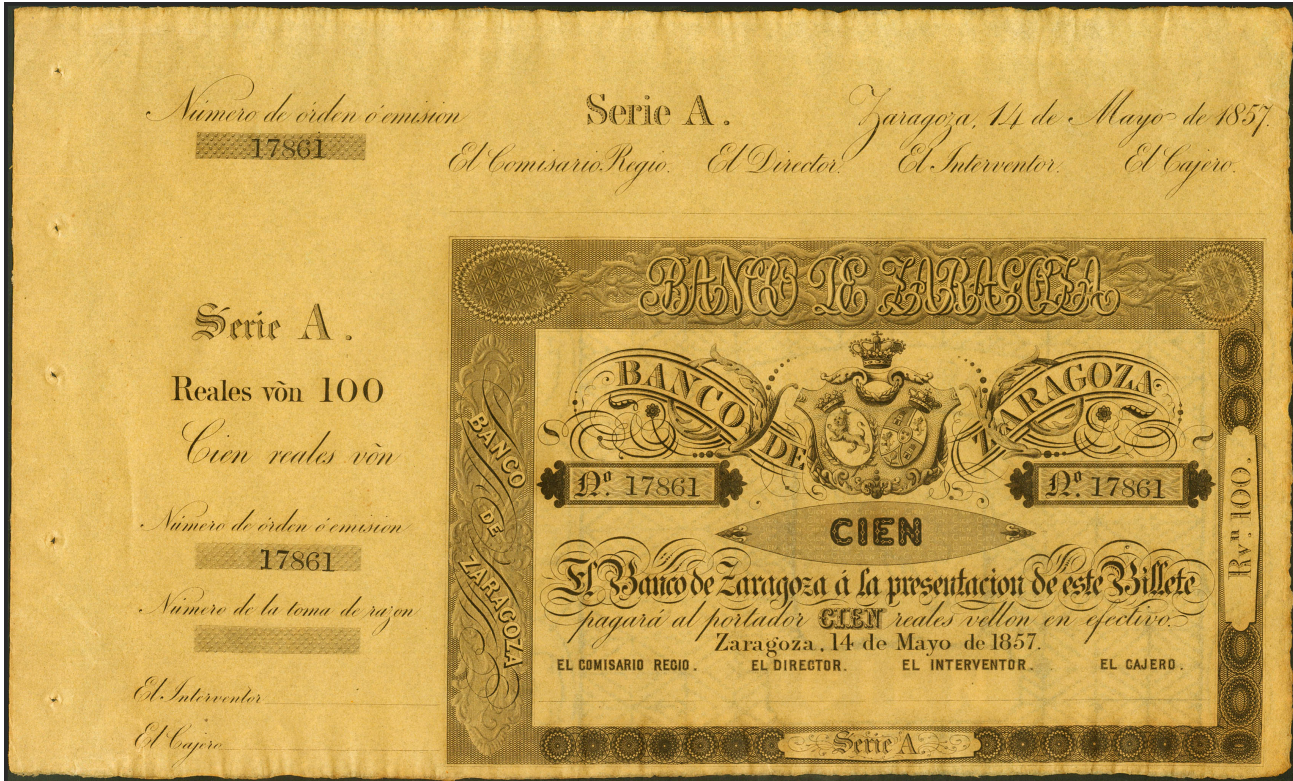 Número de órden ó emision
17861
Serie A.
Zaragoza, 14 de Mayo de 1857.
El Comisario Regio. El Director. El Interventor. El Cajero.
Serie A.
Reales vôn 100
Cien reales vôn
Número de órden ó emision
17861
Número de la toma de razon
El Interventor
El Cajero
BANCO DE ZARAGOZA
BANCO DE ZARAGOZA
BANCO DE ZARAGOZA
Nº. 17861
Nº. 17861
CIEN
El Banco de Zaragoza á la presentacion de este Billete
pagará al portador CIEN reales vellon en efectivo.
Zaragoza, 14 de Mayo de 1857.
EL COMISARIO REGIO. EL DIRECTOR. EL INTERVENTOR. EL CAJERO.
Rvn 100.
Serie A.